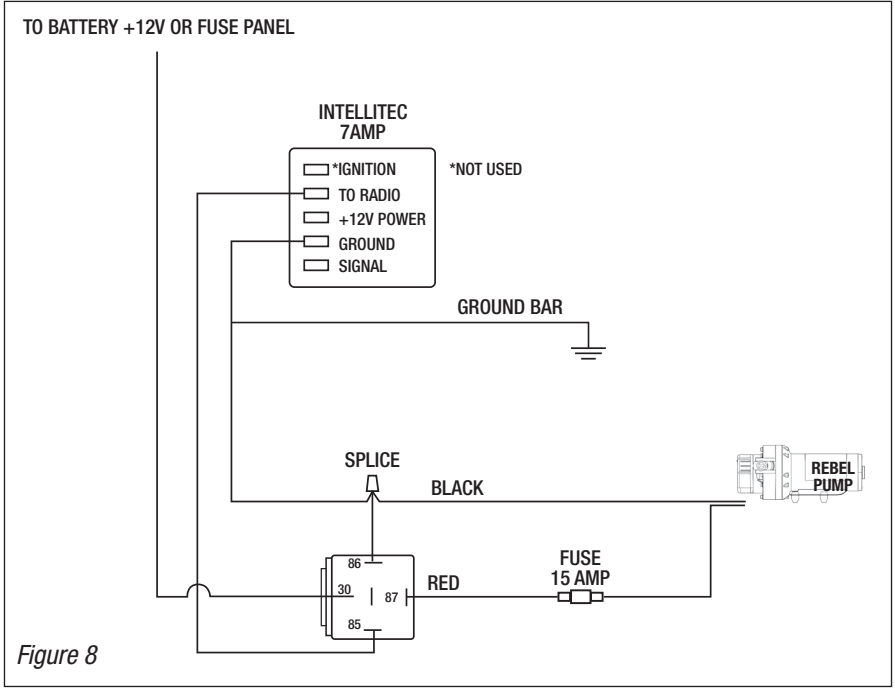 TO BATTERY +12V OR FUSE PANEL
INTELLITEC
7AMP
*IGNITION
*NOT USED
TO RADIO
+12V POWER
GROUND
SIGNAL
GROUND BAR
SPLICE
BLACK
REBEL
PUMP
86
30
87
85
RED
FUSE
15 AMP
Figure 8